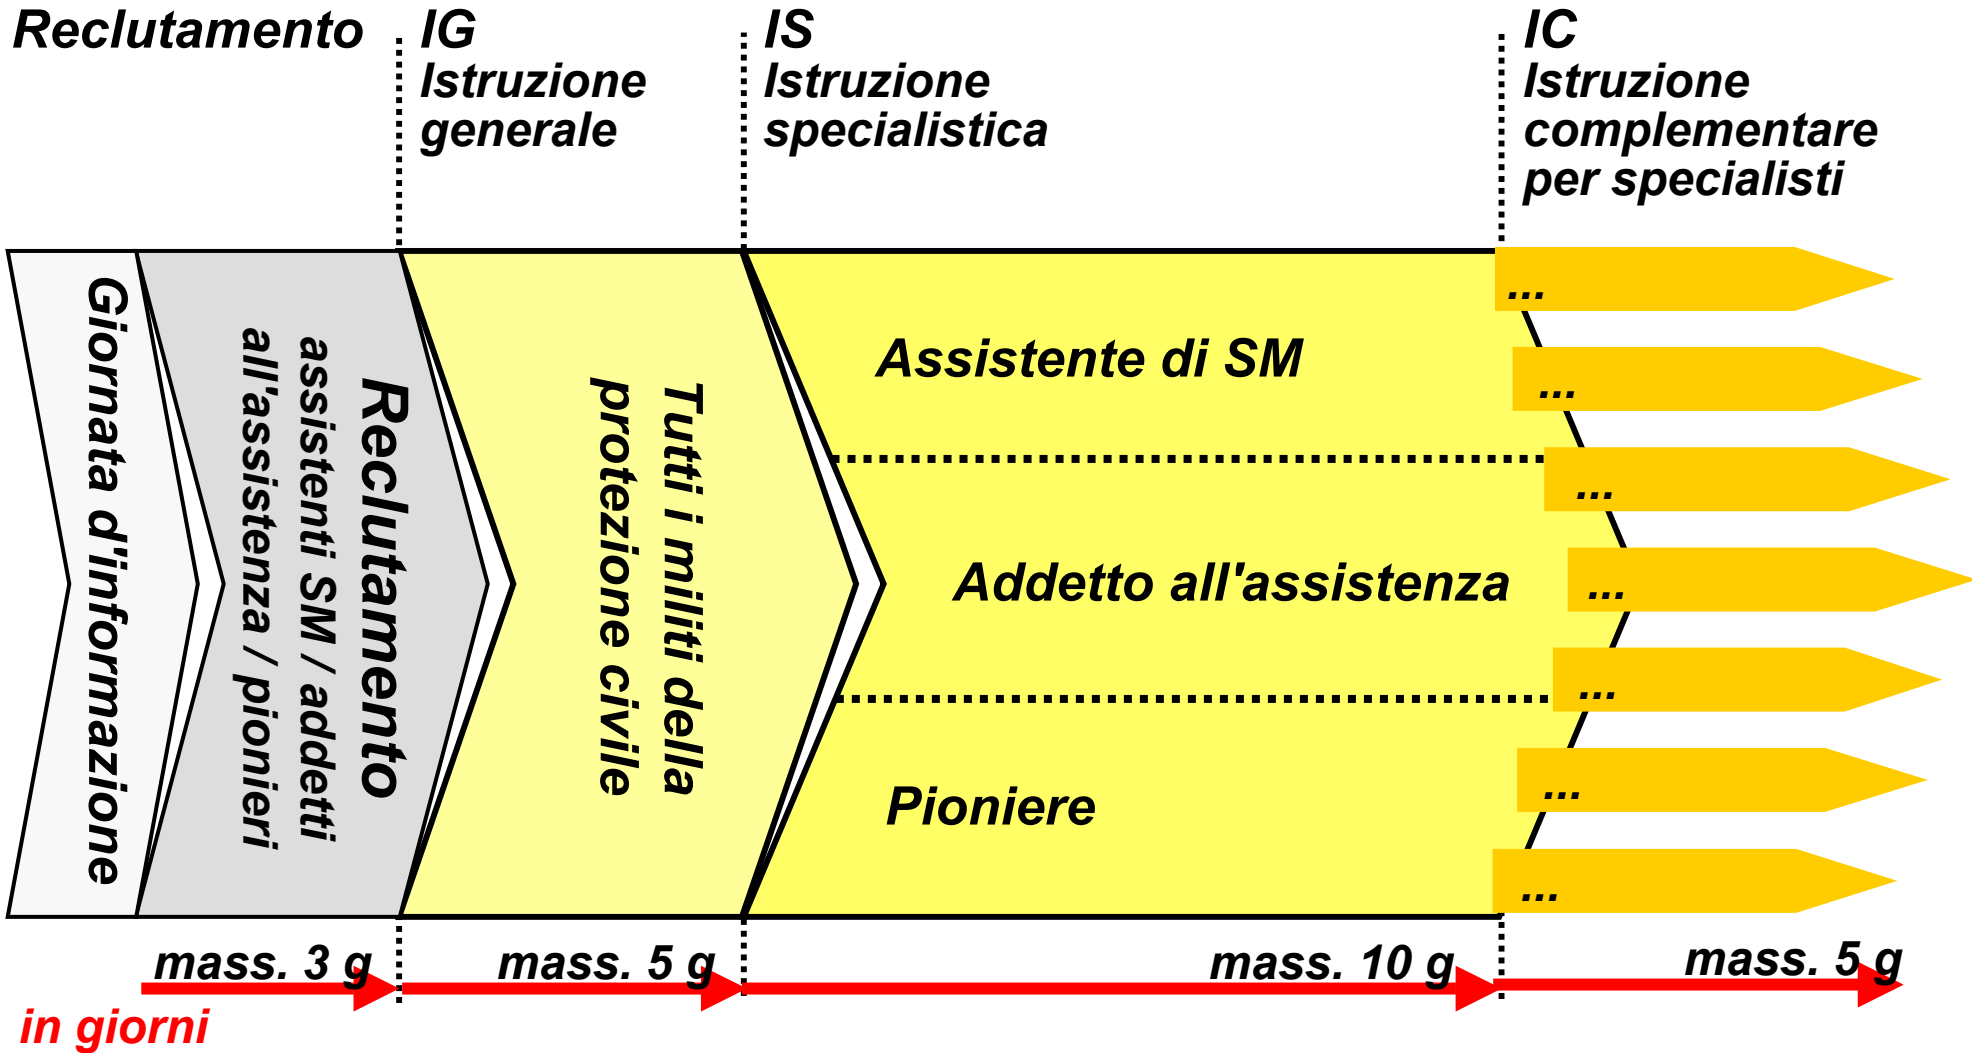 Reclutamento
IG
Istruzione
generale
IS
Istruzione
specialistica
IC
Istruzione
complementare
per specialisti
Giornata d'informazione
Reclutamento
assistenti SM / addetti
all'assistenza / pionieri
Tutti i militi della
protezione civile
Assistente di SM
Addetto all'assistenza
Pioniere
...
...
...
...
...
...
...
mass. 3 g
mass. 5 g
mass. 10 g
mass. 5 g
in giorni